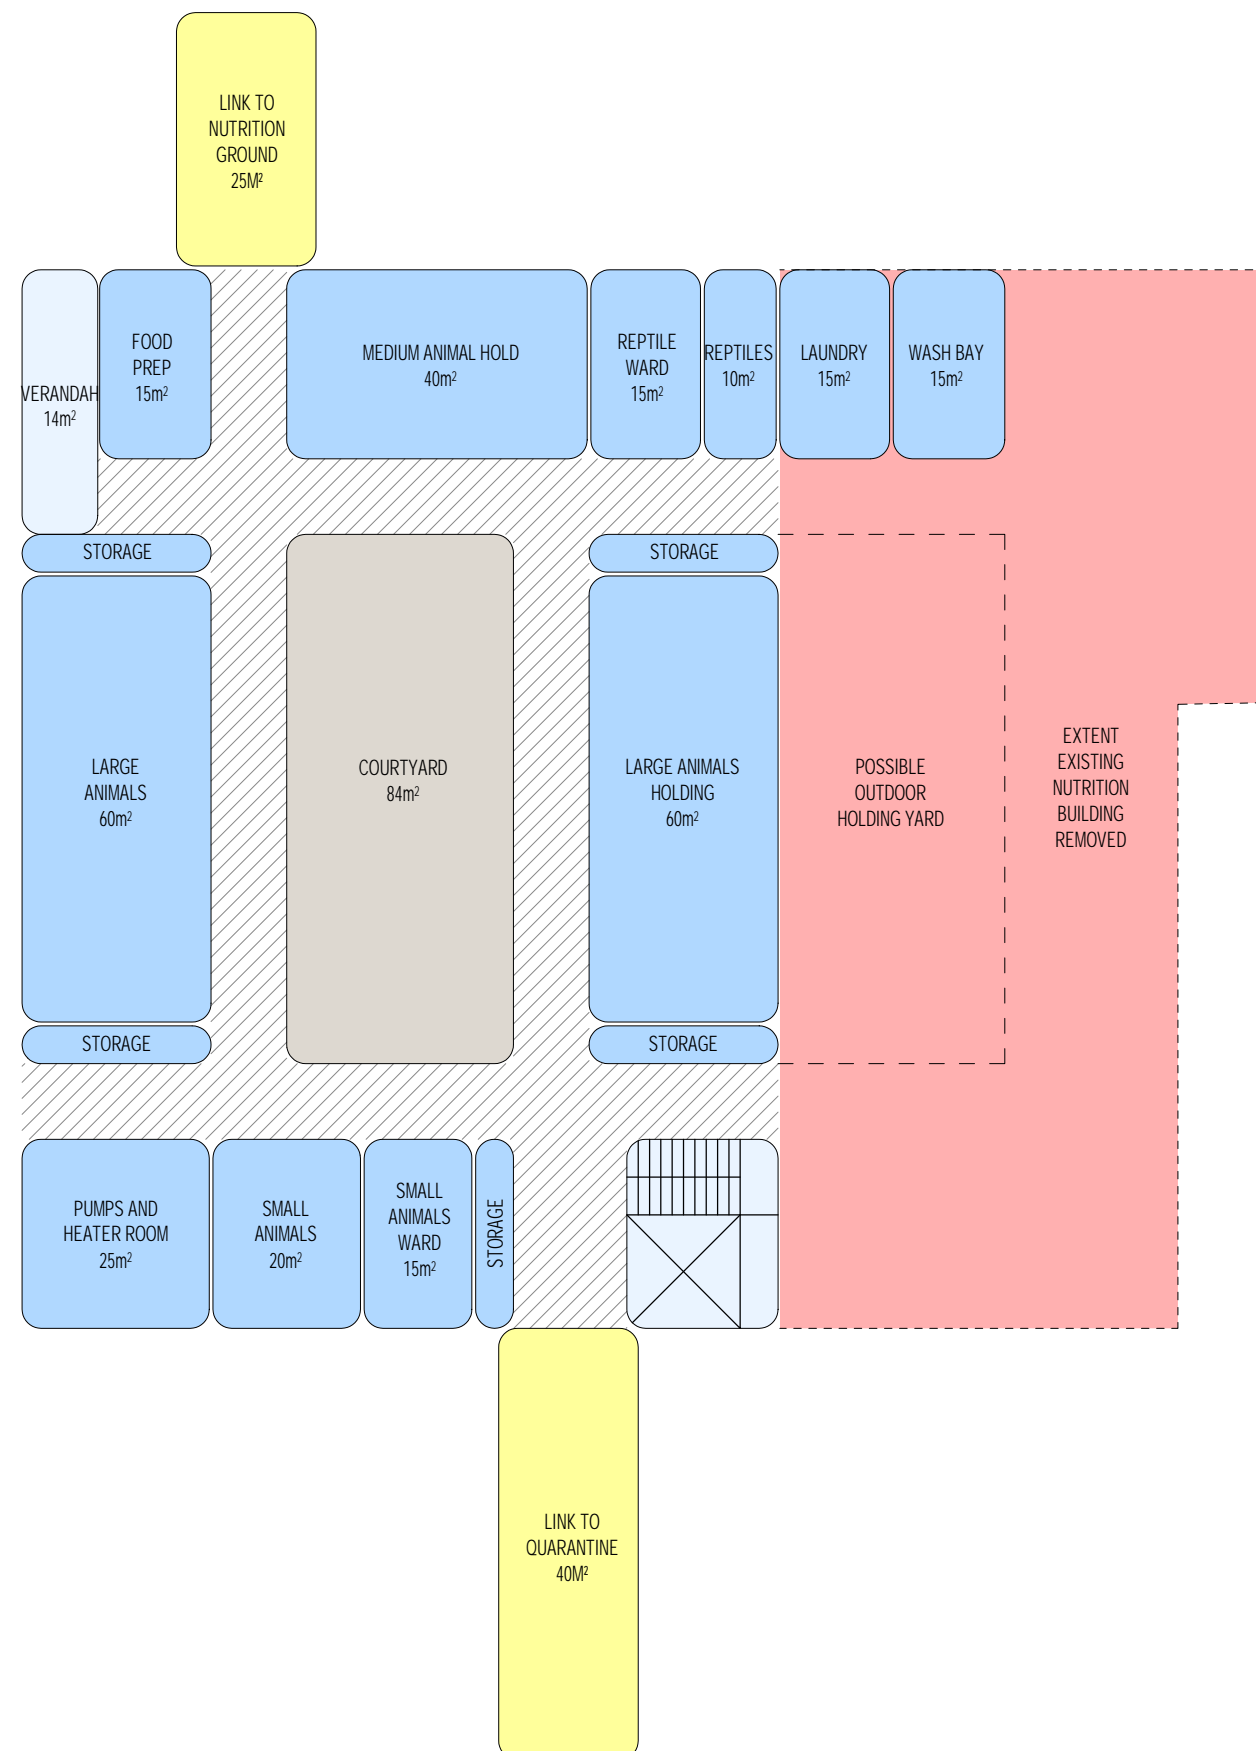 LINK TO
NUTRITION
GROUND
25M²
VERANDAH
14m²
FOOD
PREP
15m²
MEDIUM ANIMAL HOLD
40m²
REPTILE
WARD
15m²
REPTILES
10m²
LAUNDRY
15m²
WASH BAY
15m²
STORAGE
STORAGE
LARGE
ANIMALS
60m²
COURTYARD
84m²
LARGE ANIMALS
HOLDING
60m²
POSSIBLE
OUTDOOR
HOLDING YARD
EXTENT
EXISTING
NUTRITION
BUILDING
REMOVED
STORAGE
STORAGE
PUMPS AND
HEATER ROOM
25m²
SMALL
ANIMALS
20m²
SMALL
ANIMALS
WARD
15m²
STORAGE
LINK TO
QUARANTINE
40M²